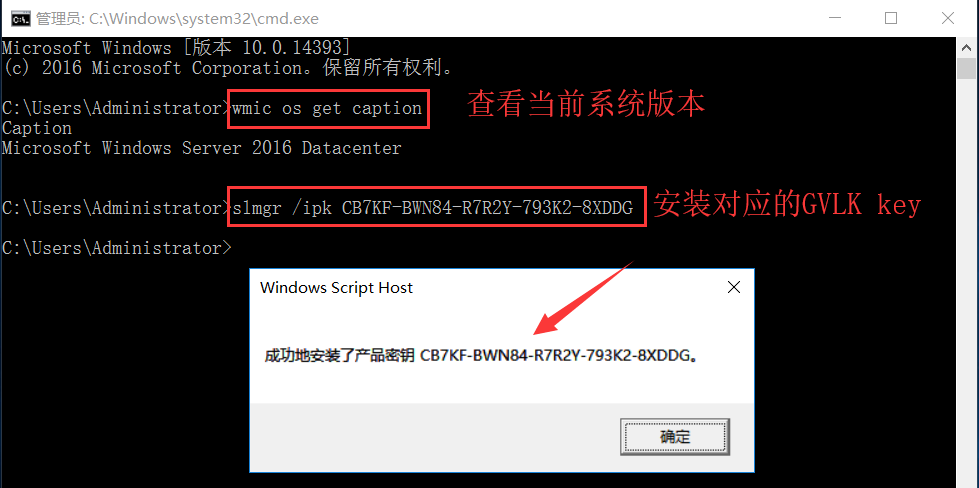 管理员: C:\Windows\system32\cmd.exe
Microsoft Windows [版本 10.0.14393]
(c) 2016 Microsoft Corporation。保留所有权利。
C:\Users\Administrator>wmic os get caption 查看当前系统版本
Caption
Microsoft Windows Server 2016 Datacenter
C:\Users\Administrator>slmgr /ipk CB7KF-BWN84-R7R2Y-793K2-8XDDG 安装对应的GVLK key
C:\Users\Administrator>
Windows Script Host
成功地安装了产品密钥 CB7KF-BWN84-R7R2Y-793K2-8XDDG。
确定